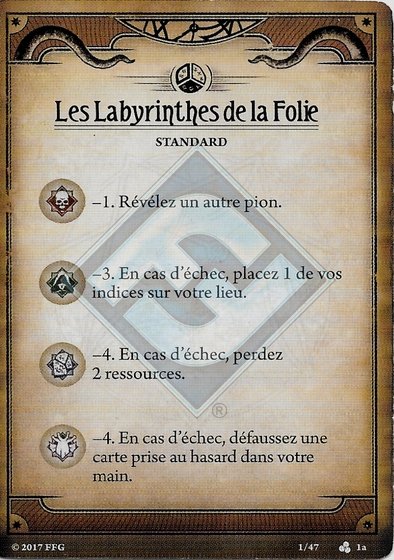 Les Labyrinthes de la Folie
STANDARD
–1. Révélez un autre pion.
–3. En cas d'échec, placez 1 de vos
indices sur votre lieu.
–4. En cas d'échec, perdez
2 ressources.
®
–4. En cas d'échec, défaussez une
carte prise au hasard dans votre
main.
© 2017 FFG
1/47 1a